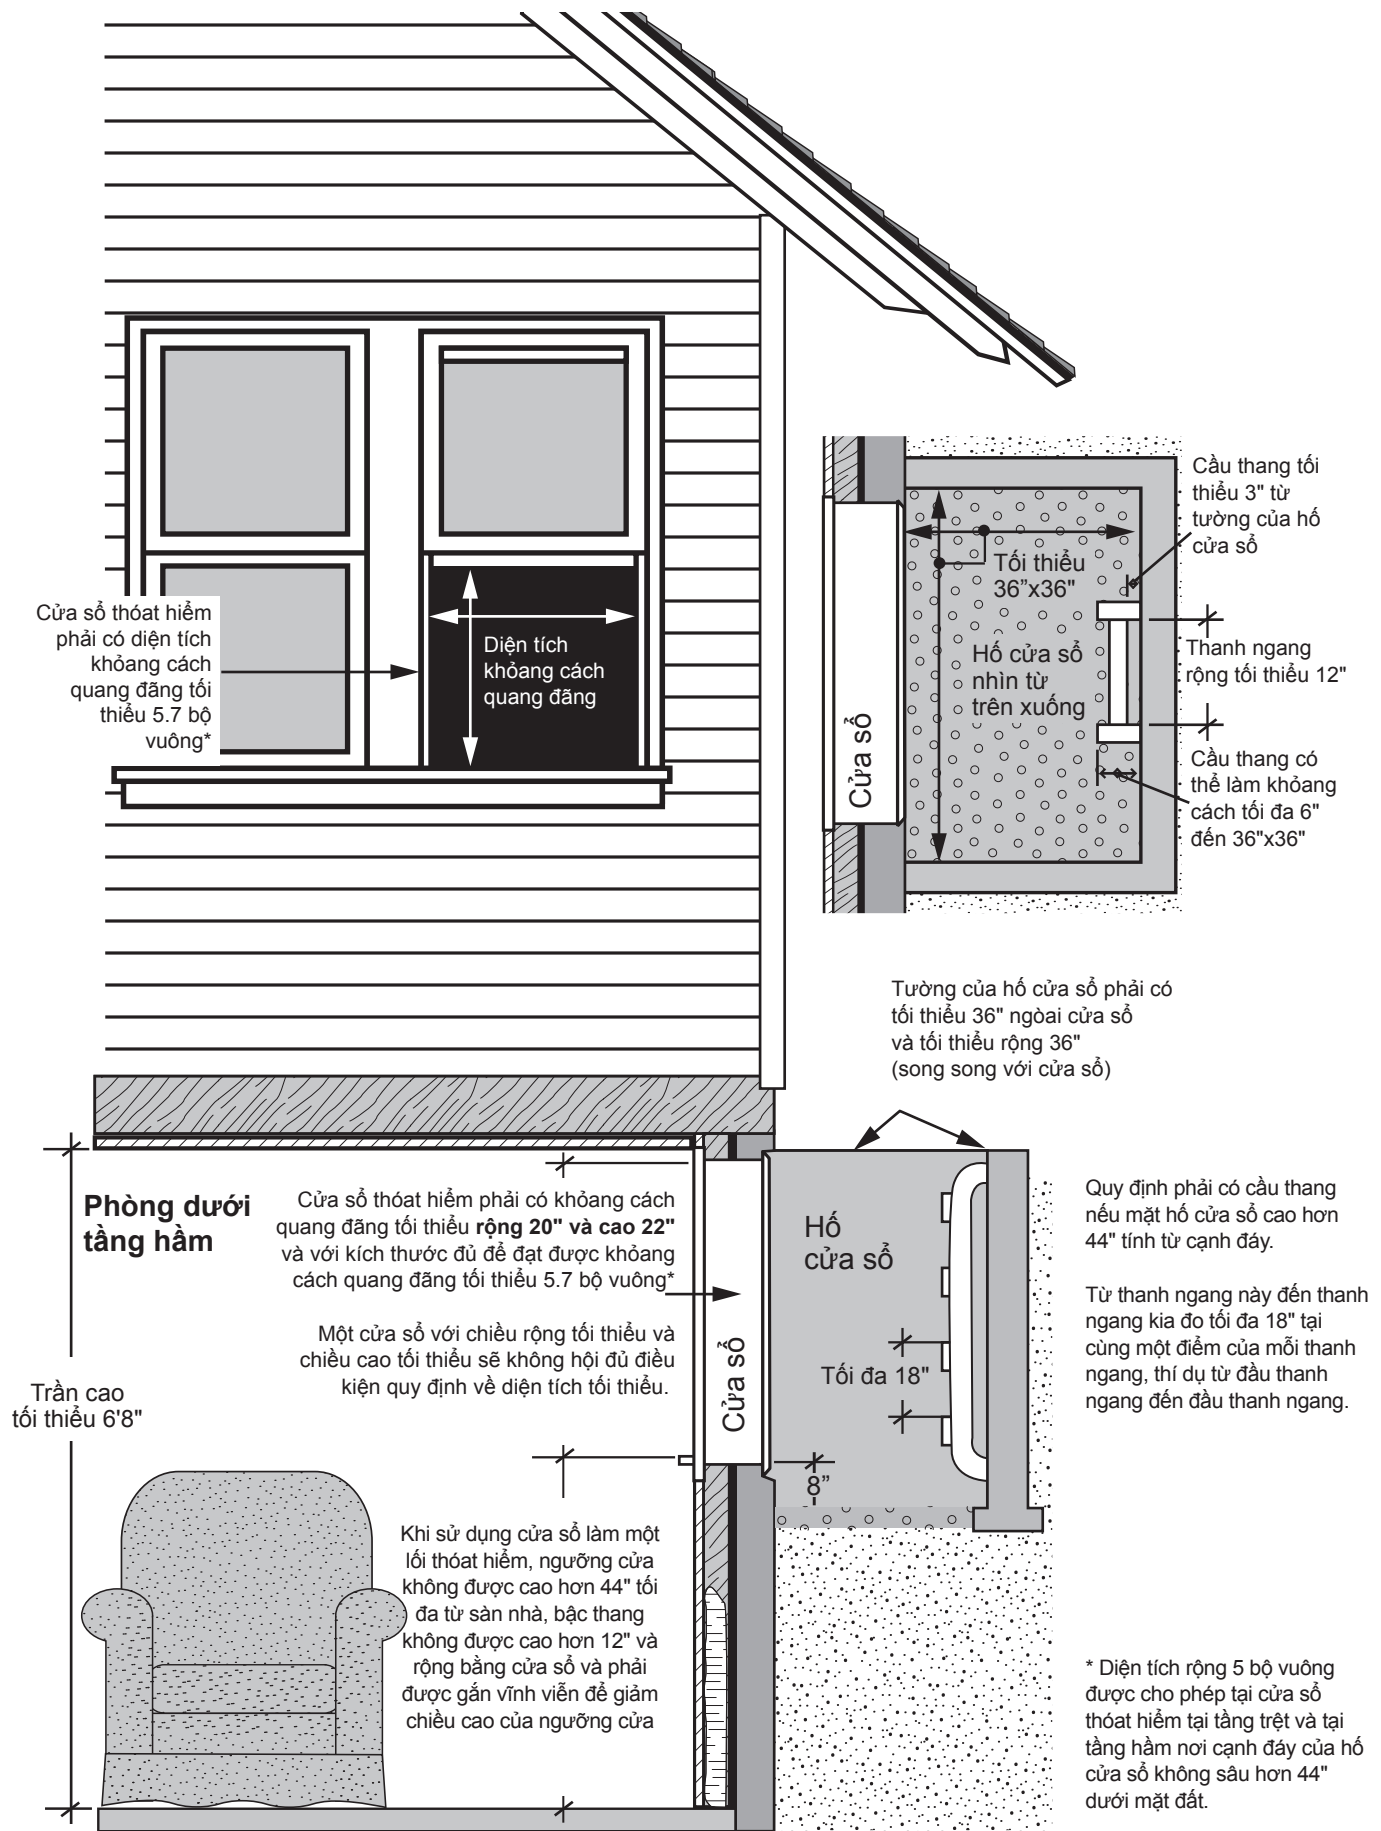 Cầu thang tối
thiểu 3" từ
tường của hố
cửa sổ
Tối thiểu
36”x36"
Cửa sổ thóat hiểm
phải có diện tích
khỏang cách
quang đãng tối
thiểu 5.7 bộ
vuông*
Diện tích
khỏang cách
quang đãng
Hố cửa sổ
nhìn từ
trên xuống
Thanh ngang
rộng tối thiểu 12"
Cửa sổ
Cầu thang có
thể làm khỏang
cách tối đa 6"
đến 36"x36"
Tường của hố cửa sổ phải có
tối thiểu 36" ngòai cửa sổ
và tối thiểu rộng 36"
(song song với cửa sổ)
Phòng dưới
tầng hầm
Cửa sổ thóat hiểm phải có khỏang cách
quang đãng tối thiểu rộng 20" và cao 22"
và với kích thước đủ để đạt được khỏang
cách quang đãng tối thiểu 5.7 bộ vuông*
Một cửa sổ với chiều rộng tối thiểu và
chiều cao tối thiểu sẽ không hội đủ điều
kiện quy định về diện tích tối thiểu.
Hố
cửa sổ
Quy định phải có cầu thang
nếu mặt hố cửa sổ cao hơn
44" tính từ cạnh đáy.
Từ thanh ngang này đến thanh
ngang kia đo tối đa 18" tại
cùng một điểm của mỗi thanh
ngang, thí dụ từ đầu thanh
ngang đến đầu thanh ngang.
Trần cao
tối thiểu 6'8"
Cửa sổ
Tối đa 18"
8”
Khi sử dụng cửa sổ làm một
lối thóat hiểm, ngưỡng cửa
không được cao hơn 44" tối
đa từ sàn nhà, bậc thang
không được cao hơn 12" và
rộng bằng cửa sổ và phải
được gắn vĩnh viễn để giảm
chiều cao của ngưỡng cửa
* Diện tích rộng 5 bộ vuông
được cho phép tại cửa sổ
thóat hiểm tại tầng trệt và tại
tầng hầm nơi cạnh đáy của hố
cửa sổ không sâu hơn 44"
dưới mặt đất.